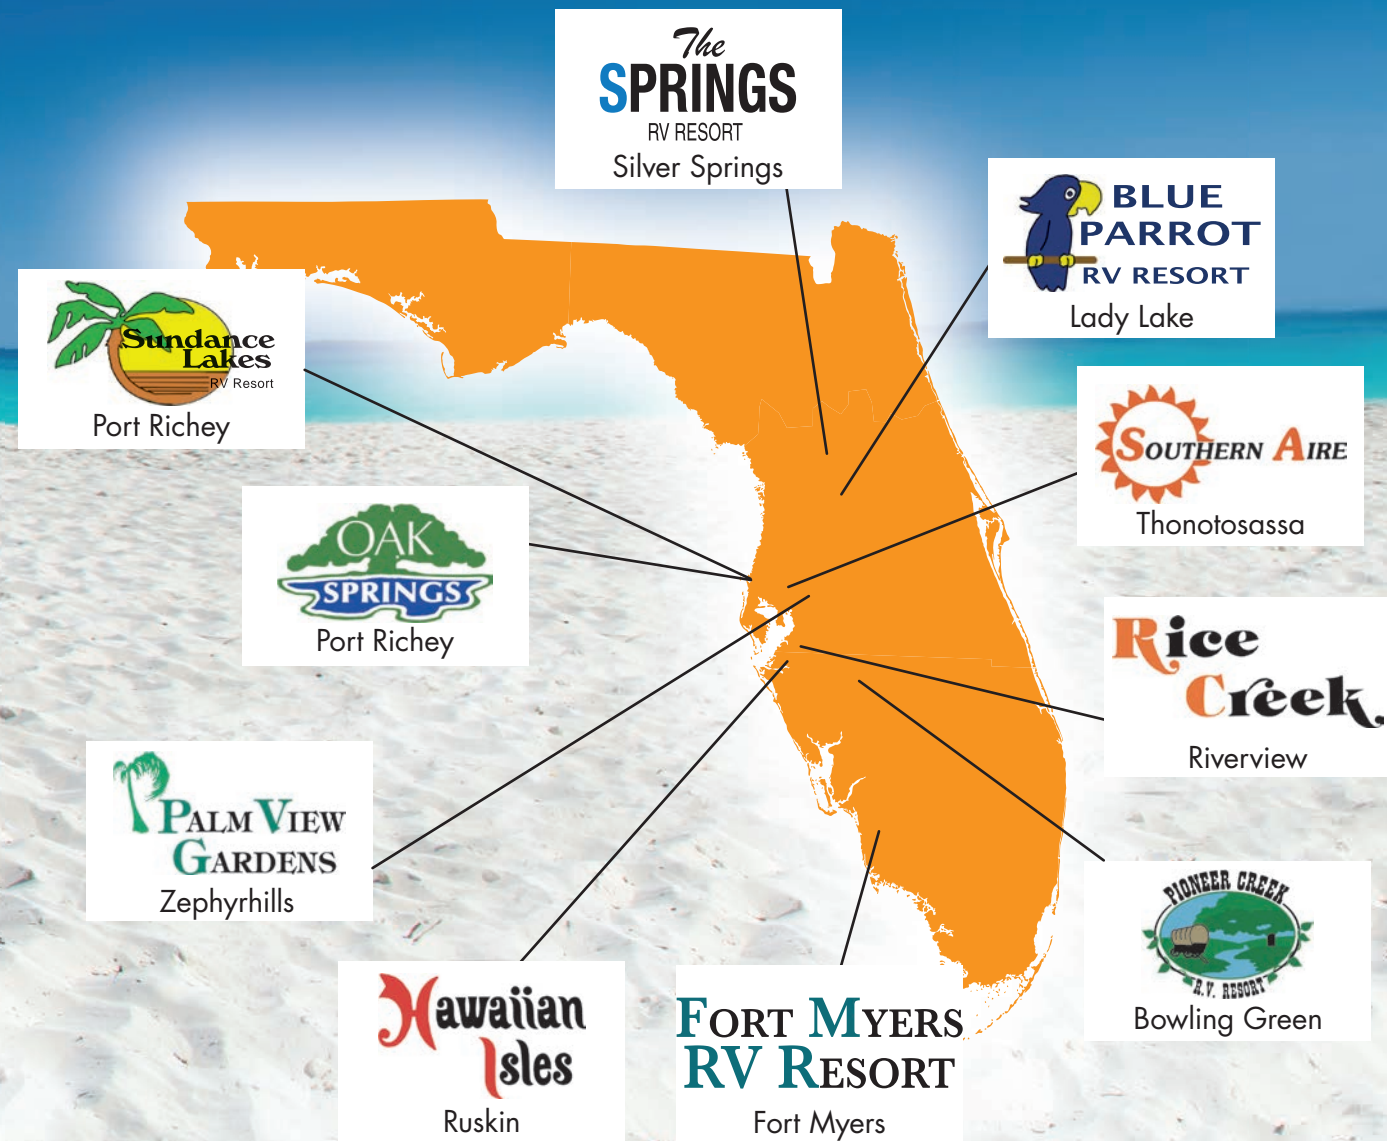 The
SPRINGS
RV RESORT
Silver Springs
BLUE
PARROT
RV RESORT
Lady Lake
Sundance
Lakes
RV Resort
Port Richey
SOUTHERN AIRE
Thonotosassa
OAK
SPRINGS
Port Richey
Rice
Creek
Riverview
PALM VIEW
GARDENS
Zephyrhills
PIONEER CREEK
R.V. RESORT
Bowling Green
Hawaiian
Isles
Ruskin
FORT MYERS
RV RESORT
Fort Myers